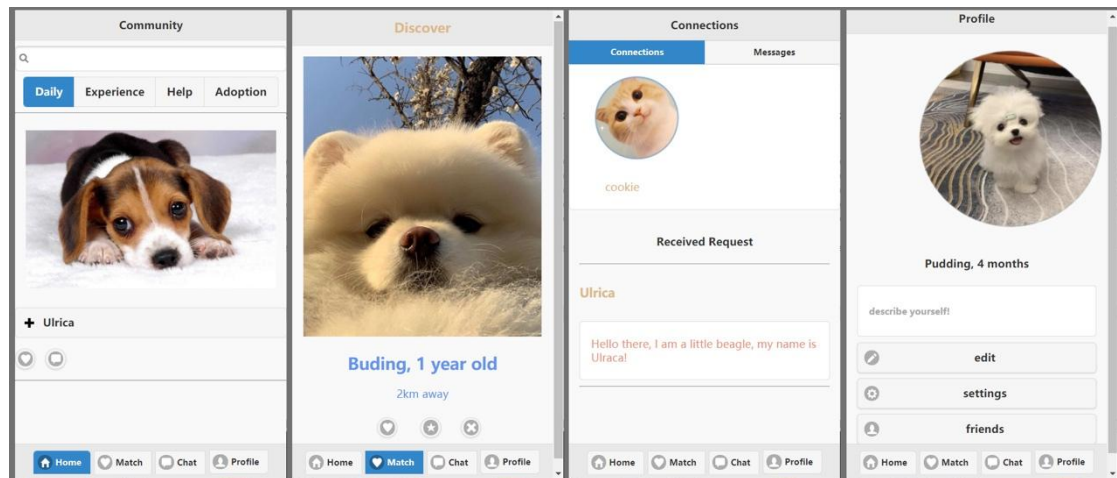 Community
Daily Experience Help Adoption
Ulrica
Home Match Chat Profile
Discover
Buding, 1 year old
2km away
Home Match Chat Profile
Connections
Connections Messages
cookie
Received Request
Ulrica
Hello there, I am a little beagle, my name is
Ulraca!
Home Match Chat Profile
Profile
Pudding, 4 months
describe yourself!
edit
settings
friends
Home Match Chat Profile